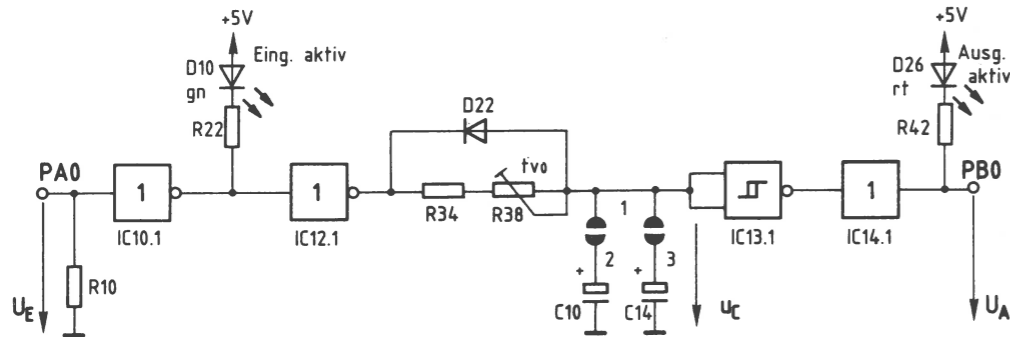 +5V
D10
gn
Eing. aktiv
R22
PA0
1
IC10.1
R10
UE
1
IC12.1
D22
tv0
R34
R38
1
2
3
+
C10
+
C14
uC
IC13.1
1
IC14.1
+5V
D26
rt
Ausg.
aktiv
R42
PB0
UA